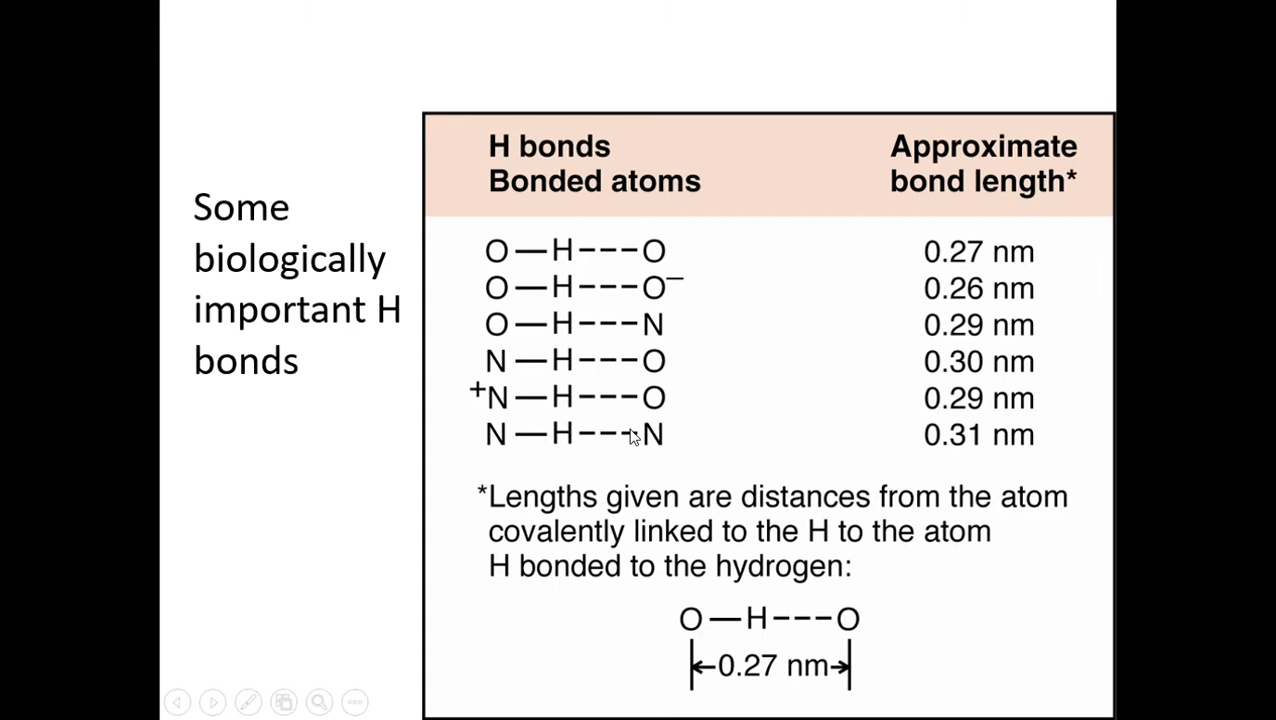 Some
biologically
important H
bonds
H bonds Approximate
Bonded atoms bond length*
O—H---O 0.27 nm
O—H---O⁻ 0.26 nm
O—H---N 0.29 nm
N—H---O 0.30 nm
⁺N—H---O 0.29 nm
N—H---N 0.31 nm
*Lengths given are distances from the atom
covalently linked to the H to the atom
H bonded to the hydrogen:
O—H---O
0.27 nm